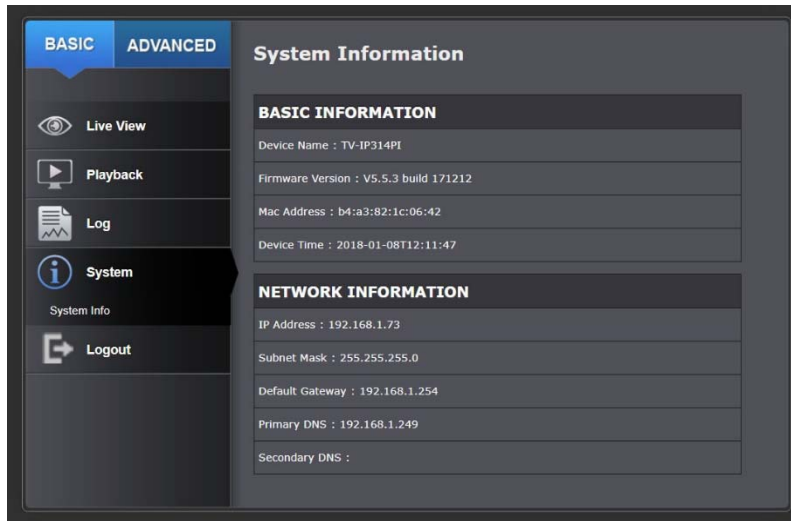 BASIC ADVANCED
Live View
Playback
Log
System
System Info
Logout
System Information
BASIC INFORMATION
Device Name : TV-IP314PI
Firmware Version : V5.5.3 build 171212
Mac Address : b4:a3:82:1c:06:42
Device Time : 2018-01-08T12:11:47
NETWORK INFORMATION
IP Address : 192.168.1.73
Subnet Mask : 255.255.255.0
Default Gateway : 192.168.1.254
Primary DNS : 192.168.1.249
Secondary DNS :